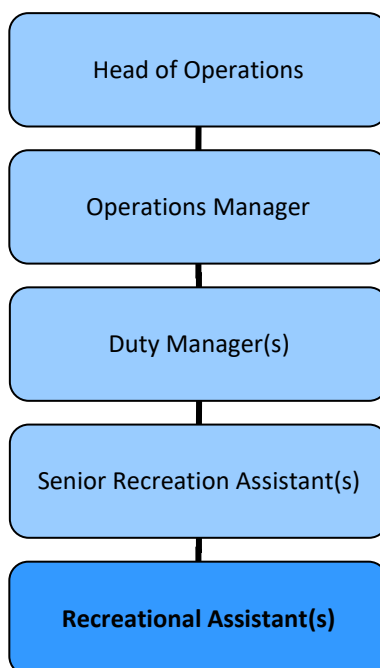 Head of Operations
Operations Manager
Duty Manager(s)
Senior Recreation Assistant(s)
Recreational Assistant(s)